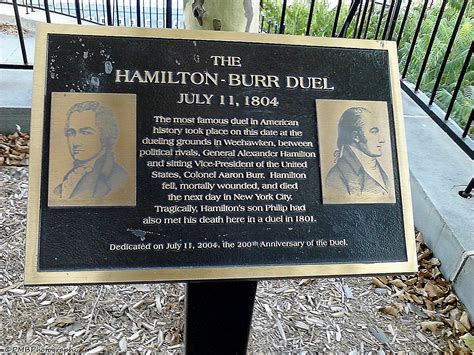 THE
HAMILTON-BURR DUEL
JULY 11, 1804
The most famous duel in American
history took place on this date at the
dueling grounds in Weehawken, between
political rivals, General Alexander Hamilton
and sitting Vice-President of the United
States, Colonel Aaron Burr. Hamilton
fell, mortally wounded, and died
the next day in New York City.
Tragically, Hamilton's son Philip had
also met his death here in a duel in 1801.
Dedicated on July 11, 2004, the 200th Anniversary of the Duel.
© PMBPhotography